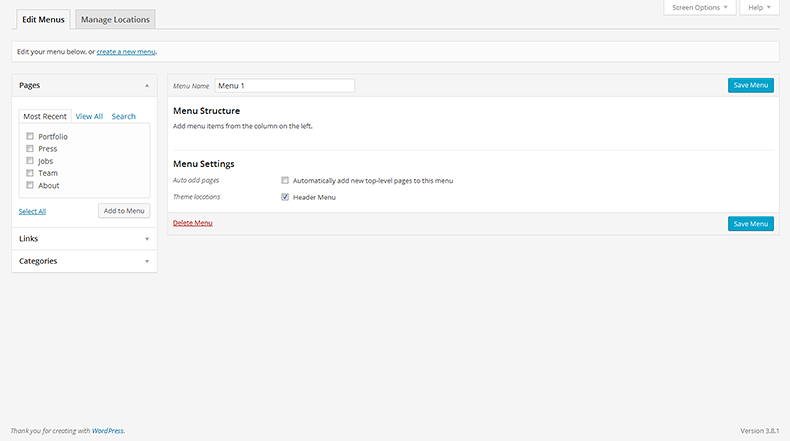 Screen Options Help
Edit Menus Manage Locations
Edit your menu below, or create a new menu.
Pages
Most Recent View All Search
Portfolio
Press
Jobs
Team
About
Select All Add to Menu
Links
Categories
Menu Name Menu 1 Save Menu
Menu Structure
Add menu items from the column on the left.
Menu Settings
Auto add pages Automatically add new top-level pages to this menu
Theme locations Header Menu
Delete Menu Save Menu
Thank you for creating with WordPress. Version 3.8.1